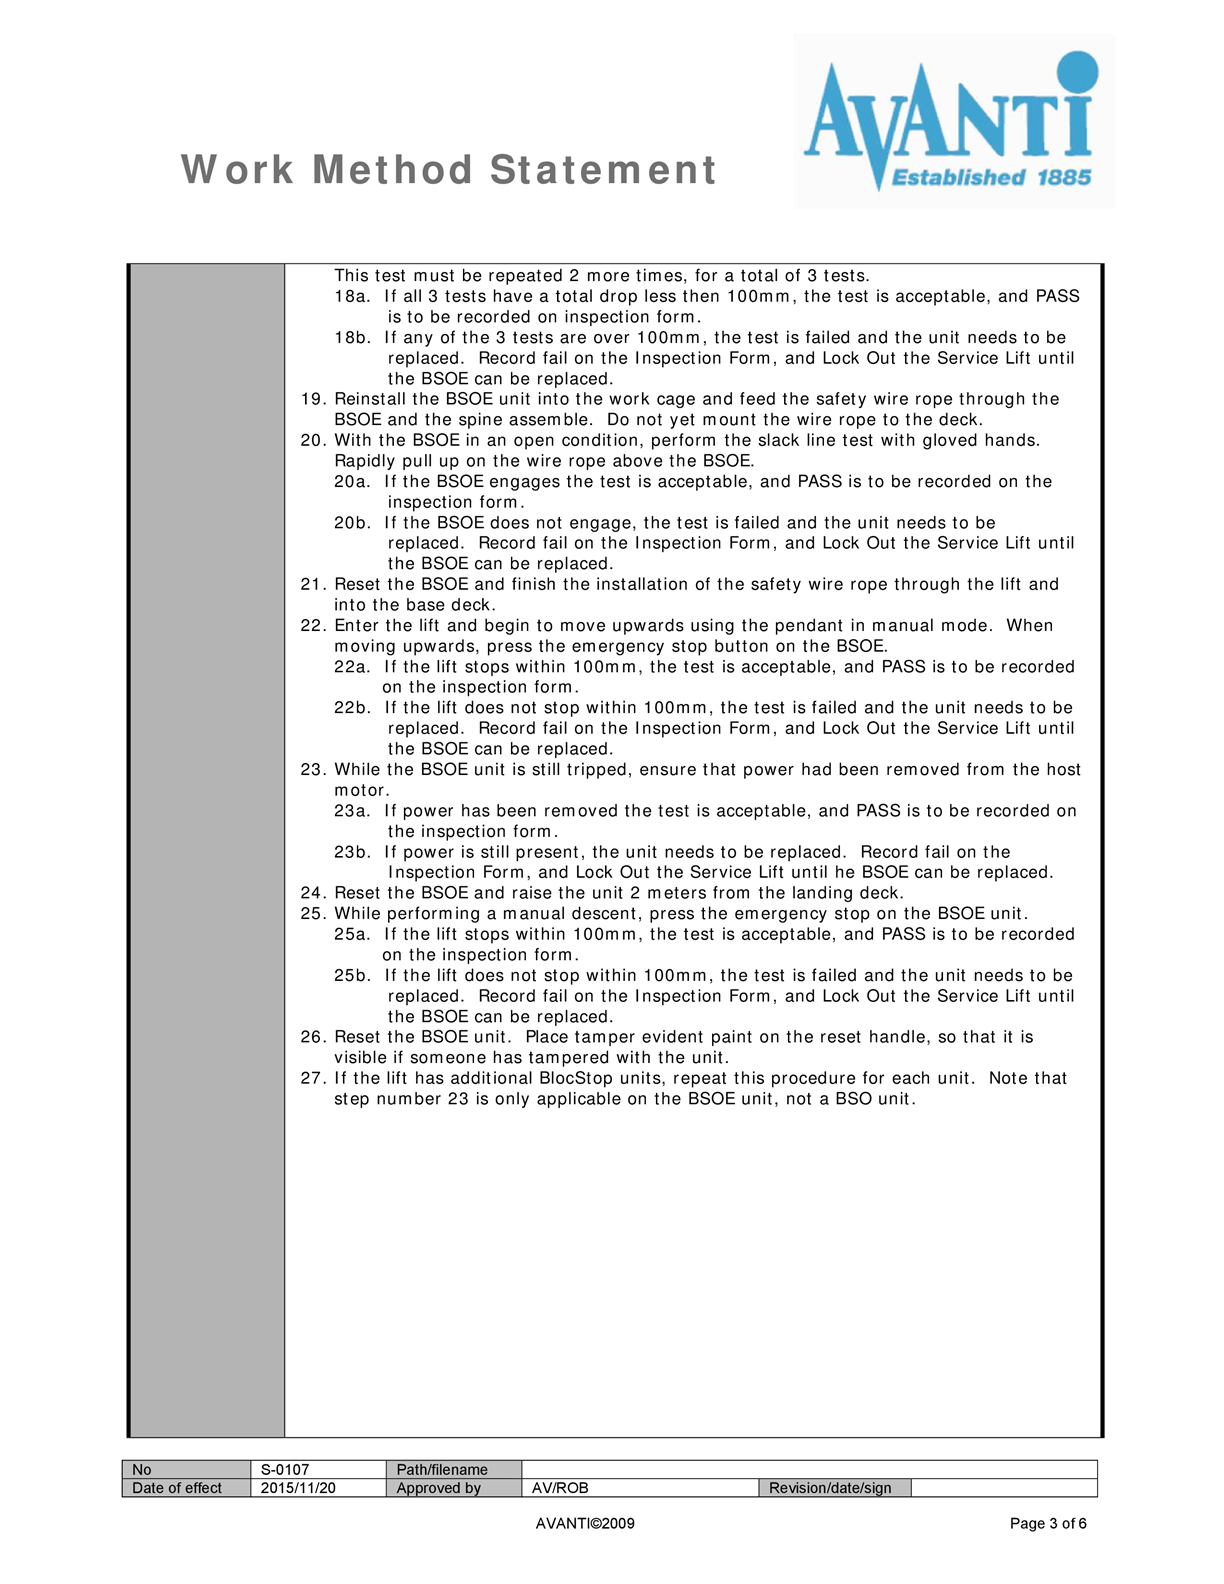 AVANTI
Established 1885
Work Method Statement
This test must be repeated 2 more times, for a total of 3 tests.
18a. If all 3 tests have a total drop less then 100mm, the test is acceptable, and PASS
is to be recorded on inspection form.
18b. If any of the 3 tests are over 100mm, the test is failed and the unit needs to be
replaced. Record fail on the Inspection Form, and Lock Out the Service Lift until
the BSOE can be replaced.
19. Reinstall the BSOE unit into the work cage and feed the safety wire rope through the
BSOE and the spine assemble. Do not yet mount the wire rope to the deck.
20. With the BSOE in an open condition, perform the slack line test with gloved hands.
Rapidly pull up on the wire rope above the BSOE.
20a. If the BSOE engages the test is acceptable, and PASS is to be recorded on the
inspection form.
20b. If the BSOE does not engage, the test is failed and the unit needs to be
replaced. Record fail on the Inspection Form, and Lock Out the Service Lift until
the BSOE can be replaced.
21. Reset the BSOE and finish the installation of the safety wire rope through the lift and
into the base deck.
22. Enter the lift and begin to move upwards using the pendant in manual mode. When
moving upwards, press the emergency stop button on the BSOE.
22a. If the lift stops within 100mm, the test is acceptable, and PASS is to be recorded
on the inspection form.
22b. If the lift does not stop within 100mm, the test is failed and the unit needs to be
replaced. Record fail on the Inspection Form, and Lock Out the Service Lift until
the BSOE can be replaced.
23. While the BSOE unit is still tripped, ensure that power had been removed from the host
motor.
23a. If power has been removed the test is acceptable, and PASS is to be recorded on
the inspection form.
23b. If power is still present, the unit needs to be replaced. Record fail on the
Inspection Form, and Lock Out the Service Lift until he BSOE can be replaced.
24. Reset the BSOE and raise the unit 2 meters from the landing deck.
25. While performing a manual descent, press the emergency stop on the BSOE unit.
25a. If the lift stops within 100mm, the test is acceptable, and PASS is to be recorded
on the inspection form.
25b. If the lift does not stop within 100mm, the test is failed and the unit needs to be
replaced. Record fail on the Inspection Form, and Lock Out the Service Lift until
the BSOE can be replaced.
26. Reset the BSOE unit. Place tamper evident paint on the reset handle, so that it is
visible if someone has tampered with the unit.
27. If the lift has additional BlocStop units, repeat this procedure for each unit. Note that
step number 23 is only applicable on the BSOE unit, not a BSO unit.
No S-0107 Path/filename
Date of effect 2015/11/20 Approved by AV/ROB Revision/date/sign
AVANTI©2009 Page 3 of 6